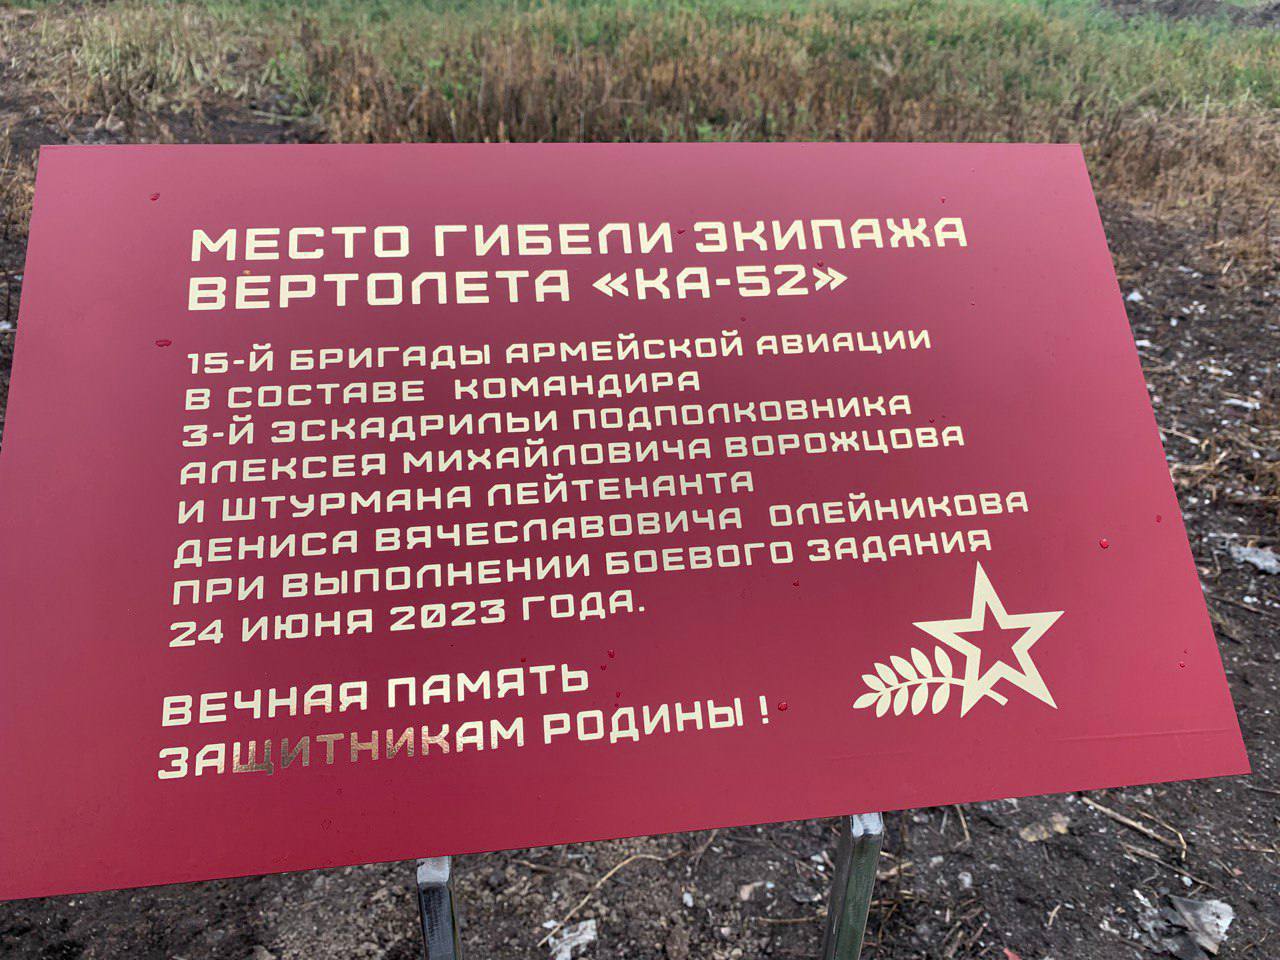 МЕСТО ГИБЕЛИ ЭКИПАЖА
ВЕРТОЛЕТА «КА-52»
15-Й БРИГАДЫ АРМЕЙСКОЙ АВИАЦИИ
В СОСТАВЕ КОМАНДИРА
3-Й ЭСКАДРИЛЬИ ПОДПОЛКОВНИКА
АЛЕКСЕЯ МИХАЙЛОВИЧА ВОРОЖЦОВА
И ШТУРМАНА ЛЕЙТЕНАНТА
ДЕНИСА ВЯЧЕСЛАВОВИЧА ОЛЕЙНИКОВА
ПРИ ВЫПОЛНЕНИИ БОЕВОГО ЗАДАНИЯ
24 ИЮНЯ 2023 ГОДА.
ВЕЧНАЯ ПАМЯТЬ
ЗАЩИТНИКАМ РОДИНЫ !